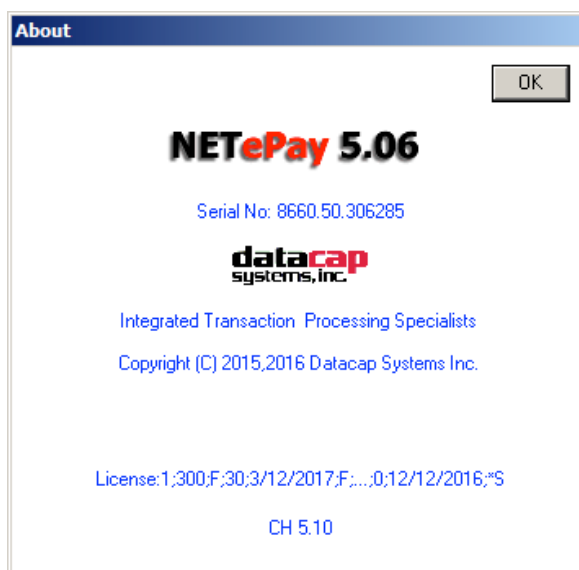 About
OK
NETePay 5.06
Serial No: 8660.50.306285
datacap
systems,inc.
Integrated Transaction Processing Specialists
Copyright (C) 2015,2016 Datacap Systems Inc.
License:1;300;F;30;3/12/2017;F;...;0;12/12/2016;*S
CH 5.10